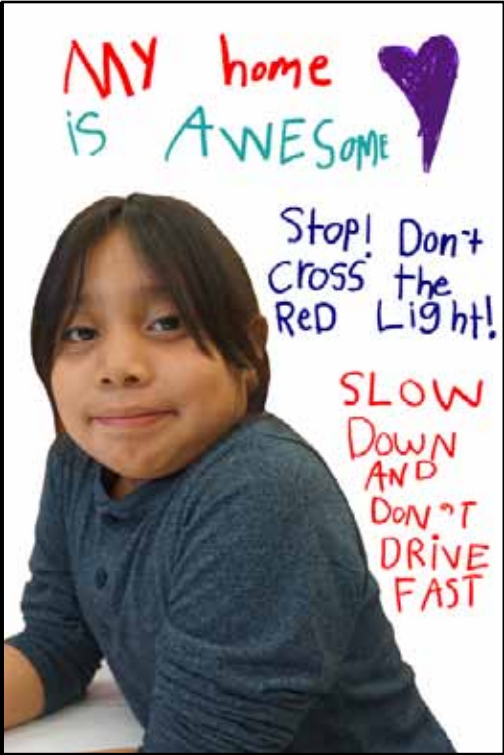 MY home
is AWESOME
Stop! Don't
cross the
ReD Light!
SLOW
DOWN
AND
DON'T
DRiVE
FAST